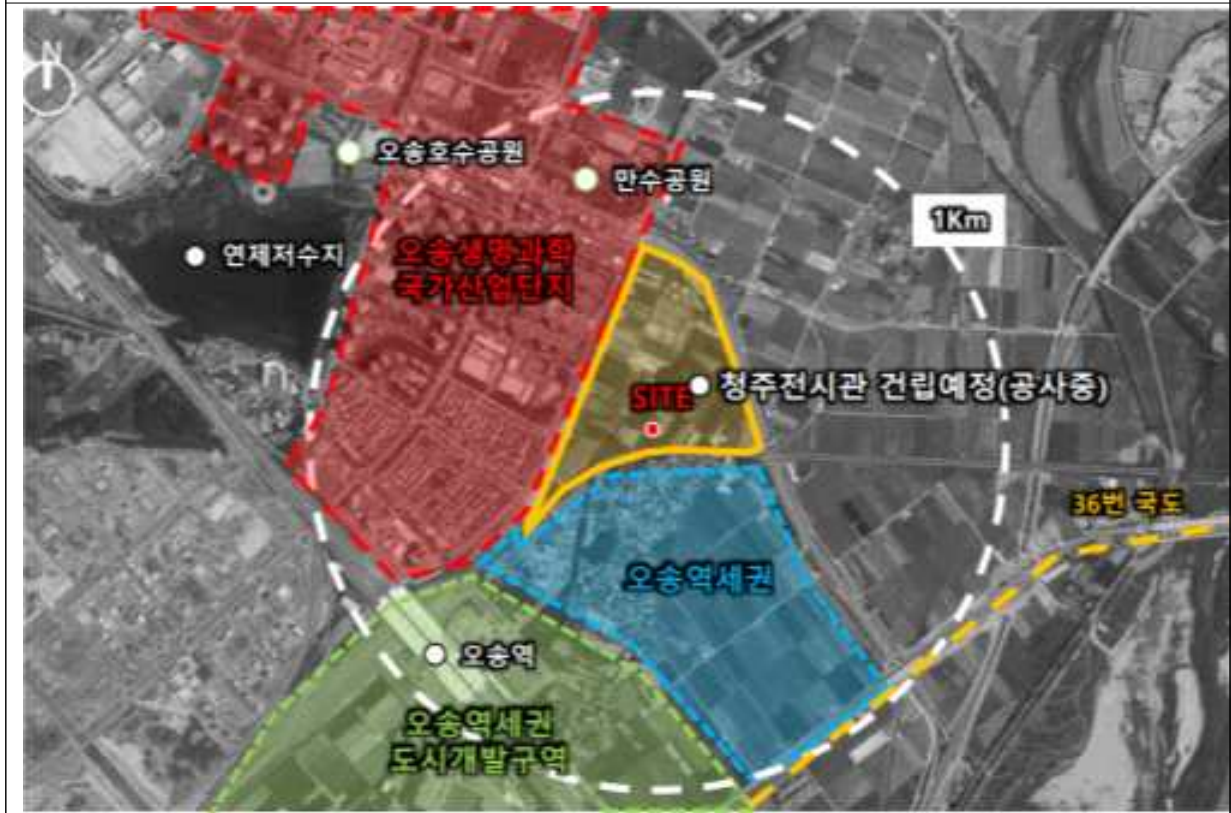 N
오송호수공원
만수공원
1Km
연제저수지
오송생명과학
국가산업단지
청주전시관 건립예정(공사중)
SITE
36번 국도
오송역세권
오송역
오송역세권
도시개발구역